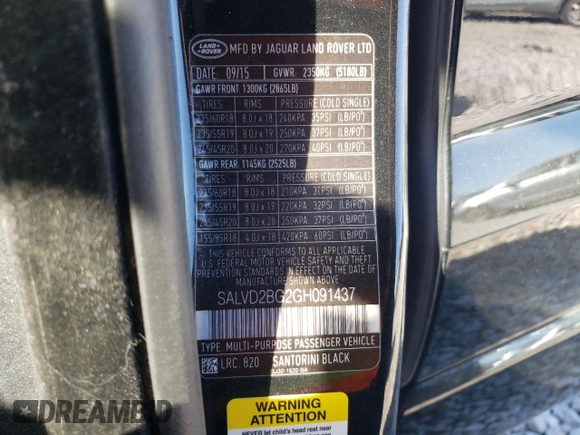 LAND
ROVER
MFD BY JAGUAR LAND ROVER LTD
DATE 09/15 GVWR 2350KG (5180LB)
GAWR FRONT 1300KG (2865LB)
TIRES RIMS PRESSURE (COLD SINGLE)
235/60R18 8.0J x 18 240KPA 35PSI (LB/PO²)
235/55R19 8.0J x 19 250KPA 37PSI (LB/PO²)
245/45R20 8.0J x 20 270KPA 40PSI (LB/PO²)
GAWR REAR 1145KG (2525LB)
TIRES RIMS PRESSURE (COLD SINGLE)
235/60R18 8.0J x 18 210KPA 31PSI (LB/PO²)
235/55R19 8.0J x 19 220KPA 32PSI (LB/PO²)
245/45R20 8.0J x 20 250KPA 37PSI (LB/PO²)
155/85R18 4.0J x 18 420KPA 60PSI (LB/PO²)
THIS VEHICLE CONFORMS TO ALL APPLICABLE
U.S. FEDERAL MOTOR VEHICLE SAFETY AND
THEFT PREVENTION STANDARDS IN EFFECT ON
THE DATE OF MANUFACTURE SHOWN ABOVE
SALVD2BG2GH091437
TYPE: MULTI-PURPOSE PASSENGER VEHICLE
LRC: 820 SANTORINI BLACK
WARNING
ATTENTION
NEVER let child's head rest near
DREAMBID